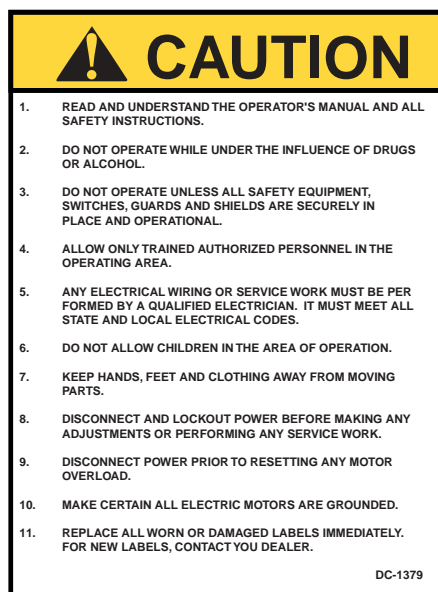 CAUTION
1. READ AND UNDERSTAND THE OPERATOR'S MANUAL AND ALL
SAFETY INSTRUCTIONS.
2. DO NOT OPERATE WHILE UNDER THE INFLUENCE OF DRUGS
OR ALCOHOL.
3. DO NOT OPERATE UNLESS ALL SAFETY EQUIPMENT,
SWITCHES, GUARDS AND SHIELDS ARE SECURELY IN
PLACE AND OPERATIONAL.
4. ALLOW ONLY TRAINED AUTHORIZED PERSONNEL IN THE
OPERATING AREA.
5. ANY ELECTRICAL WIRING OR SERVICE WORK MUST BE PER
FORMED BY A QUALIFIED ELECTRICIAN. IT MUST MEET ALL
STATE AND LOCAL ELECTRICAL CODES.
6. DO NOT ALLOW CHILDREN IN THE AREA OF OPERATION.
7. KEEP HANDS, FEET AND CLOTHING AWAY FROM MOVING
PARTS.
8. DISCONNECT AND LOCKOUT POWER BEFORE MAKING ANY
ADJUSTMENTS OR PERFORMING ANY SERVICE WORK.
9. DISCONNECT POWER PRIOR TO RESETTING ANY MOTOR
OVERLOAD.
10. MAKE CERTAIN ALL ELECTRIC MOTORS ARE GROUNDED.
11. REPLACE ALL WORN OR DAMAGED LABELS IMMEDIATELY.
FOR NEW LABELS, CONTACT YOU DEALER.
DC-1379